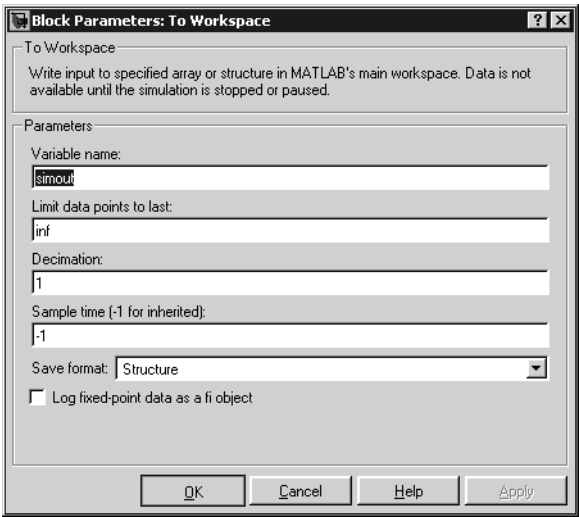 Block Parameters: To Workspace
To Workspace
Write input to specified array or structure in MATLAB's main workspace. Data is not
available until the simulation is stopped or paused.
Parameters
Variable name:
simout
Limit data points to last:
inf
Decimation:
1
Sample time (-1 for inherited):
-1
Save format: Structure
Log fixed-point data as a fi object
OK Cancel Help Apply